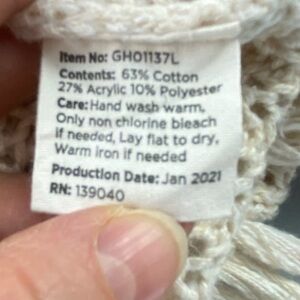 Item No: GH01137L
Contents: 63% Cotton
27% Acrylic 10% Polyester
Care: Hand wash warm,
Only non chlorine bleach
if needed, Lay flat to dry,
Warm iron if needed
Production Date: Jan 2021
RN: 139040